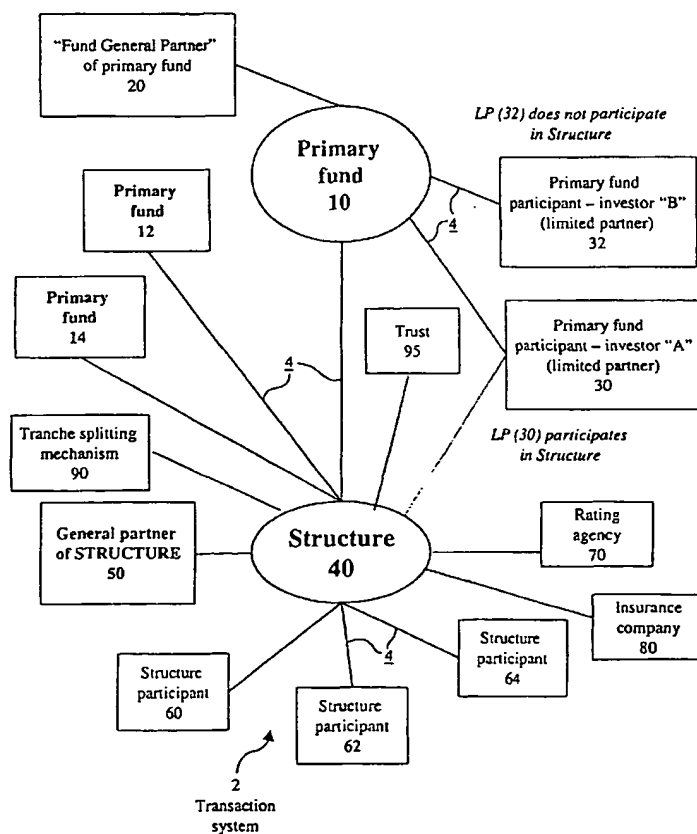 “Fund General Partner”
of primary fund
20
Primary
fund
10
LP (32) does not participate
in Structure
Primary fund
participant – investor “B”
(limited partner)
32
Primary
fund
12
4
4
Primary
fund
14
Trust
95
Primary fund
participant – investor “A”
(limited partner)
30
4
LP (30) participates
in Structure
Tranche splitting
mechanism
90
General partner
of STRUCTURE
50
Structure
40
Rating
agency
70
Insurance
company
80
Structure
participant
60
4
Structure
participant
62
Structure
participant
64
2
Transaction
system